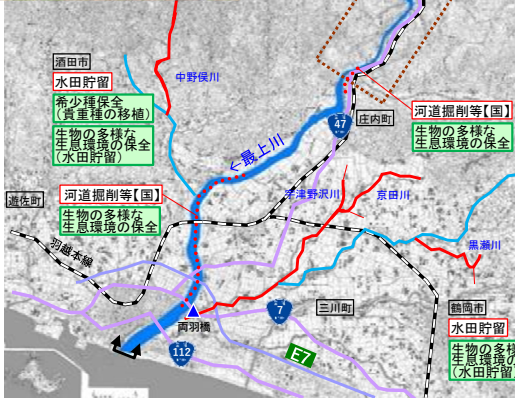 酒田市
水田貯留
希少種保全
(貴重種の移植)
生物の多様な
生息環境の保全
(水田貯留)
中野俣川
河道掘削等【国】
生物の多様な
生息環境の保全
庄内町
47
←最上川
遊佐町
河道掘削等【国】
生物の多様な
生息環境の保全
宇津野沢川
京田川
黒瀬川
羽越本線
両羽橋
三川町
7
112
E7
鶴岡市
水田貯留
生物の多様
生息環境の
(水田貯留)